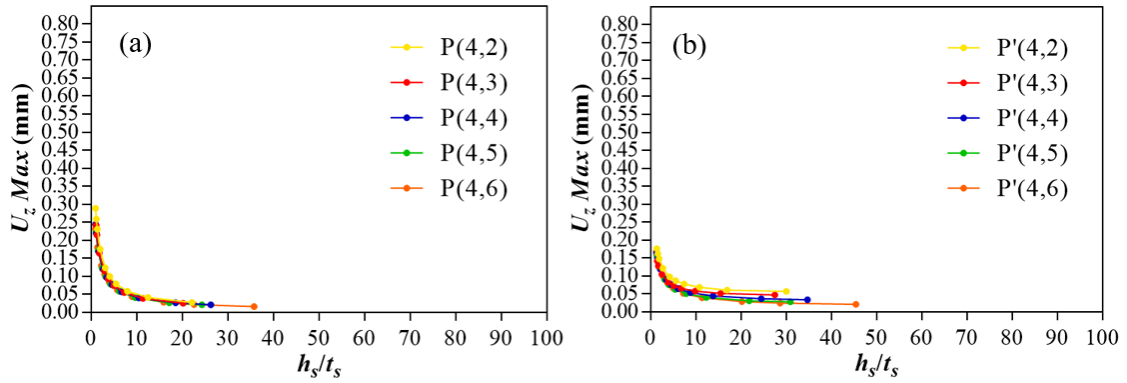 (a)
U_z Max (mm)
0.80
0.75
0.70
0.65
0.60
0.55
0.50
0.45
0.40
0.35
0.30
0.25
0.20
0.15
0.10
0.05
0.00
P(4,2)
P(4,3)
P(4,4)
P(4,5)
P(4,6)
0 10 20 30 40 50 60 70 80 90 100
h_s/t_s
(b)
U_z Max (mm)
0.80
0.75
0.70
0.65
0.60
0.55
0.50
0.45
0.40
0.35
0.30
0.25
0.20
0.15
0.10
0.05
0.00
P'(4,2)
P'(4,3)
P'(4,4)
P'(4,5)
P'(4,6)
0 10 20 30 40 50 60 70 80 90 100
h_s/t_s